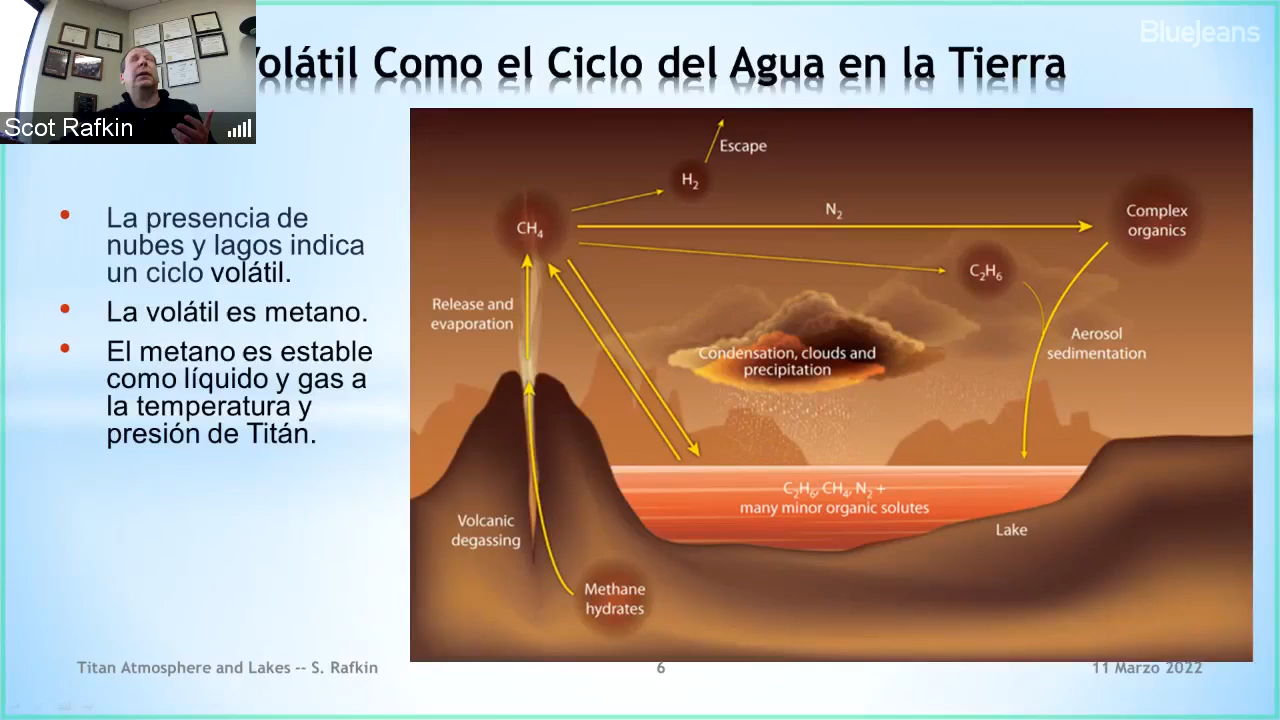 BlueJeans
Volátil Como el Ciclo del Agua en la Tierra
Scot Rafkin
• La presencia de
nubes y lagos indica
un ciclo volátil.
• La volátil es metano.
• El metano es estable
como líquido y gas a
la temperatura y
presión de Titán.
Escape
H₂
N₂
CH₄
Complex
organics
C₂H₆
Release and
evaporation
Aerosol
sedimentation
Condensation, clouds and
precipitation
C₂H₆, CH₄, N₂ +
many minor organic solutes
Lake
Volcanic
degassing
Methane
hydrates
Titan Atmosphere and Lakes -- S. Rafkin
6
11 Marzo 2022